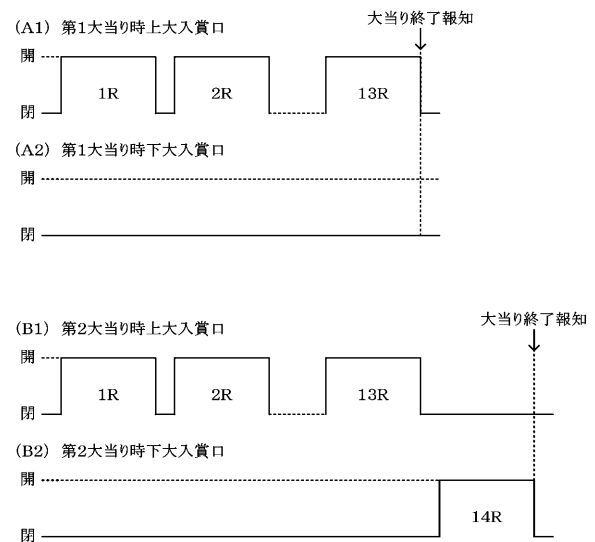 大当り終了報知
(A1) 第1大当り時上大入賞口
開
1R 2R 13R
閉
(A2) 第1大当り時下大入賞口
開
閉
大当り終了報知
(B1) 第2大当り時上大入賞口
開
1R 2R 13R
閉
(B2) 第2大当り時下大入賞口
開
14R
閉